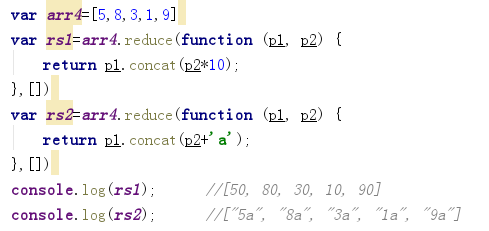 var arr4=[5,8,3,1,9]
var rs1=arr4.reduce(function (p1, p2) {
    return p1.concat(p2*10);
},[])
var rs2=arr4.reduce(function (p1, p2) {
    return p1.concat(p2+'a');
},[])
console.log(rs1);      //[50, 80, 30, 10, 90]
console.log(rs2);      //["5a", "8a", "3a", "1a", "9a"]